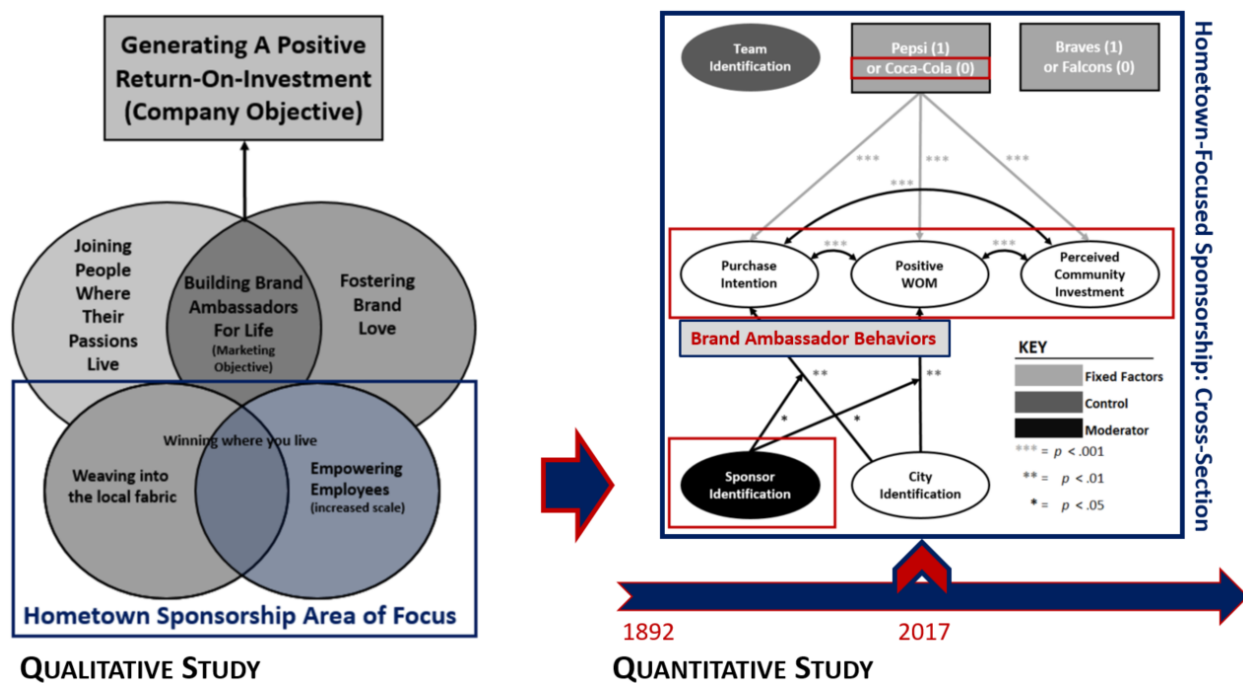 Generating A Positive
Return-On-Investment
(Company Objective)
Joining
People
Where
Their
Passions
Live
Building Brand
Ambassadors
For Life
(Marketing
Objective)
Fostering
Brand
Love
Winning where you live
Weaving into
the local fabric
Empowering
Employees
(increased scale)
Hometown Sponsorship Area of Focus
QUALITATIVE STUDY
Team
Identification
Pepsi (1)
or Coca-Cola (0)
Braves (1)
or Falcons (0)
***
***
***
***
***
***
Purchase
Intention
Positive
WOM
Perceived
Community
Investment
Brand Ambassador Behaviors
**
**
*
*
Sponsor
Identification
City
Identification
KEY
Fixed Factors
Control
Moderator
*** = p < .001
** = p < .01
* = p < .05
Hometown-Focused Sponsorship: Cross-Section
1892
2017
QUANTITATIVE STUDY